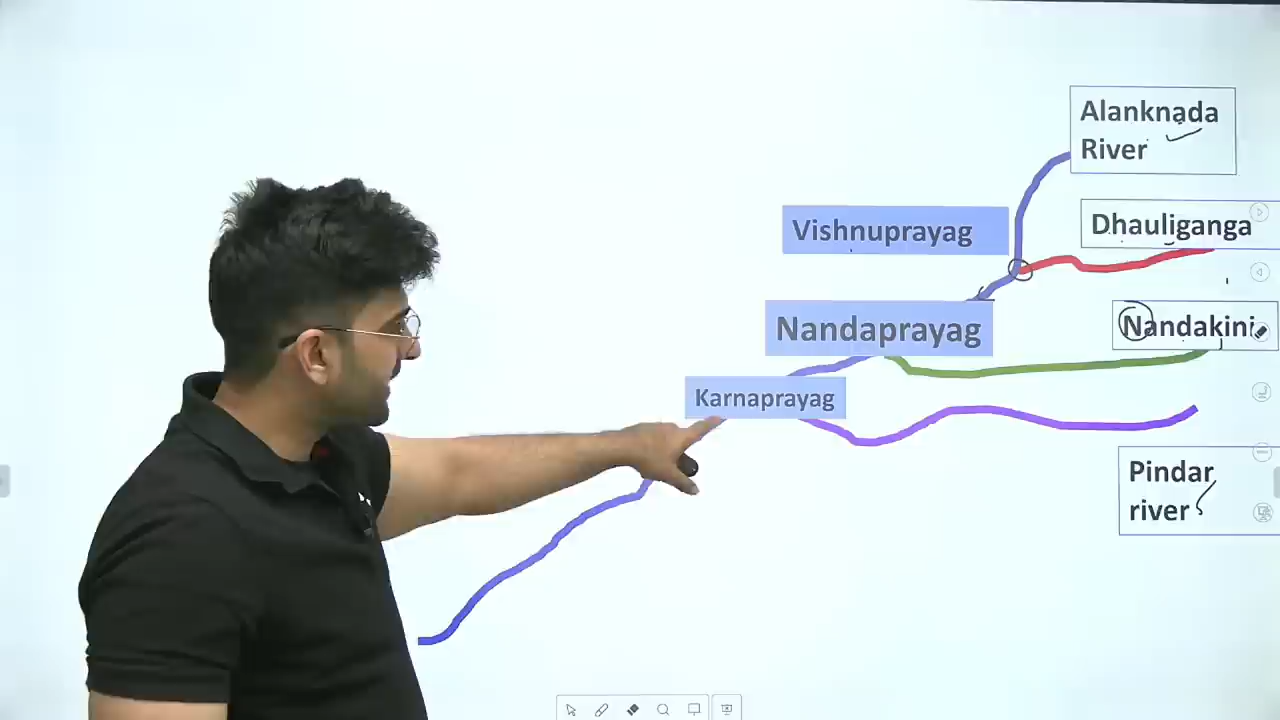 Alanknada
River
Vishnuprayag
Dhauliganga
Nandaprayag
Nandakini
Karnaprayag
Pindar
river